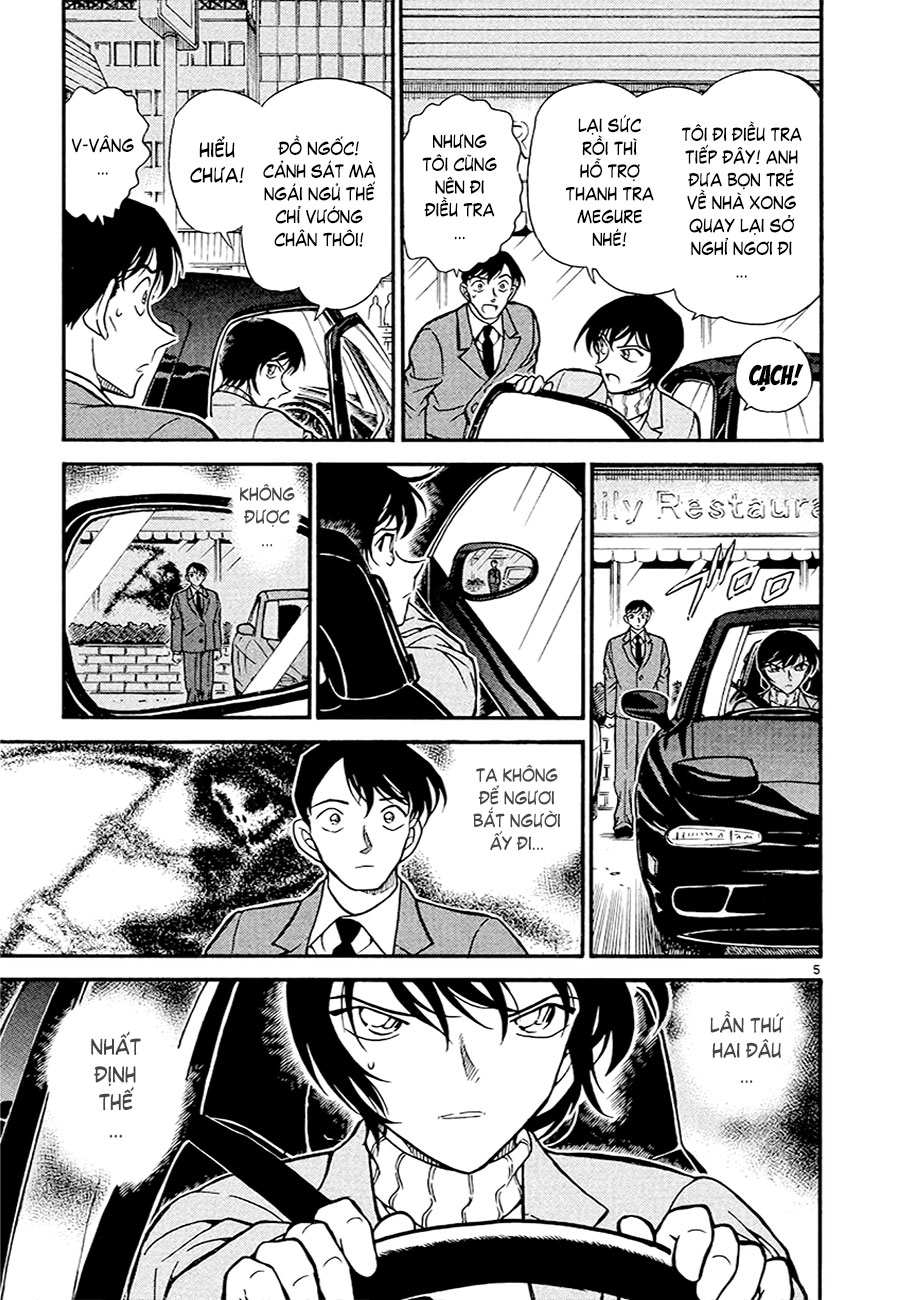 TÔI ĐI ĐIỀU TRA
TIẾP ĐÂY! ANH
ĐƯA BỌN TRẺ
VỀ NHÀ XONG
QUAY LẠI SỞ
NGHỈ NGƠI ĐI
...
LẠI SỨC
RỒI THÌ
HỖ TRỢ
THANH TRA
MEGURE
NHÉ!
NHƯNG
TÔI CŨNG
NÊN ĐI
ĐIỀU TRA
...
CẠCH!
ĐỒ NGỐC!
CẢNH SÁT MÀ
NGÁI NGỦ THẾ
CHỈ VƯỚNG
CHÂN THÔI!
HIỂU
CHƯA!
V-VÂNG
...
ily Restaura
ブロロ
KHÔNG
ĐƯỢC
...
TA KHÔNG
ĐỂ NGƯƠI
BẮT NGƯỜI
ẤY ĐI...
5
LẦN THỨ
HAI ĐÂU
...
NHẤT
ĐỊNH THẾ
...